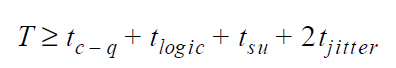 T ≥ t_{c-q} + t_{logic} + t_{su} + 2t_{jitter}